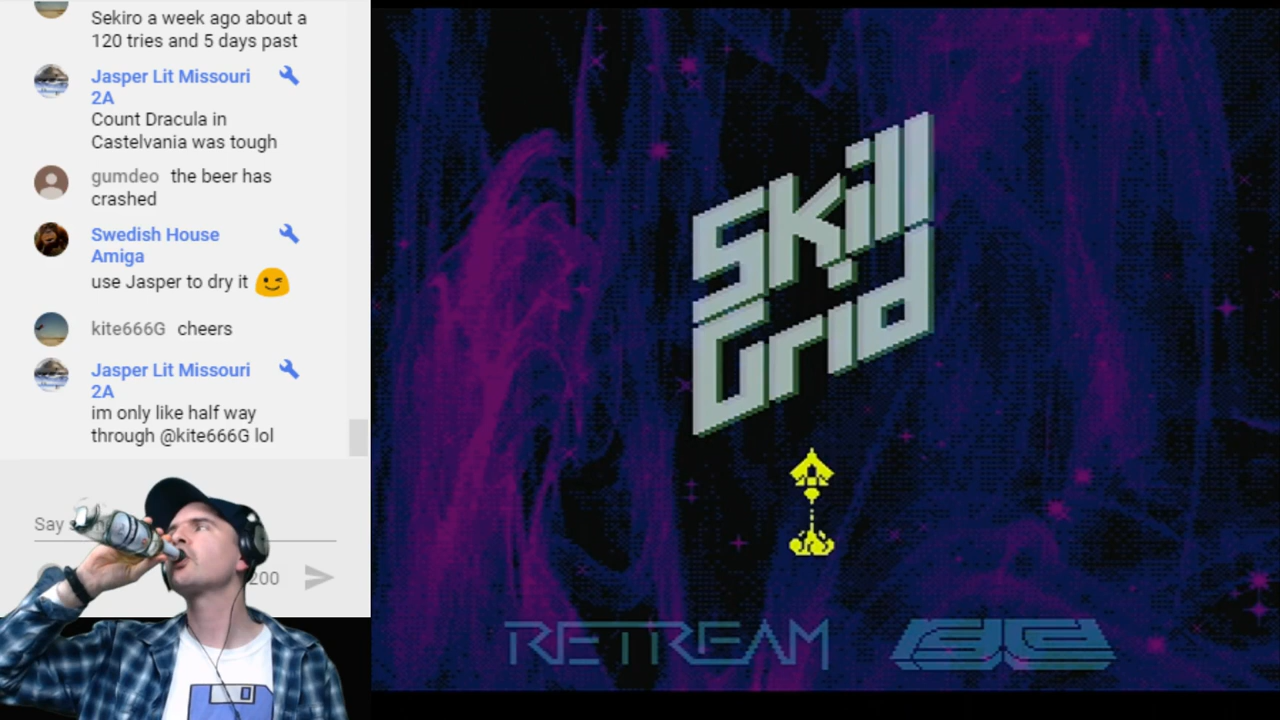 Sekiro a week ago about a
120 tries and 5 days past
Jasper Lit Missouri
2A
Count Dracula in
Castelvania was tough
gumdeo the beer has
crashed
Swedish House
Amiga
use Jasper to dry it
kite666G cheers
Jasper Lit Missouri
2A
im only like half way
through @kite666G lol
Say
200
Skill
Grid
RETREAM